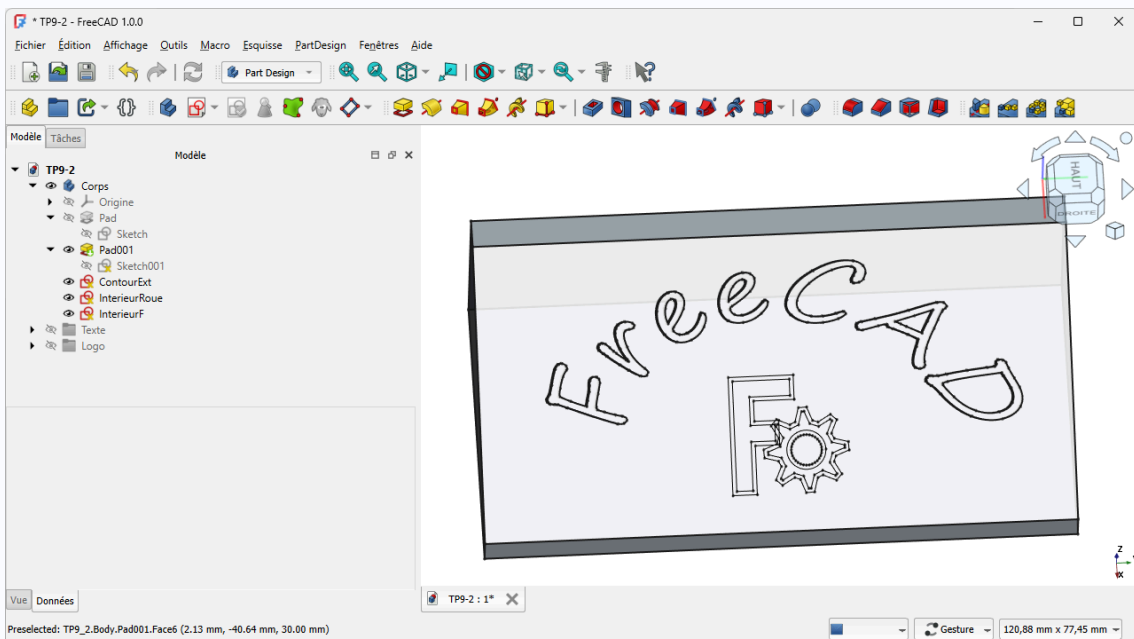 * TP9-2 - FreeCAD 1.0.0
Fichier Édition Affichage Outils Macro Esquisse PartDesign Fenêtres Aide
Part Design
Modèle Tâches
Modèle
TP9-2
Corps
Origine
Pad
Sketch
Pad001
Sketch001
ContourExt
InterieurRoue
InterieurF
Texte
Logo
HAUT
DROITE
FreeCAD
F
Z
X
Vue Données
TP9-2 : 1*
Preselected: TP9_2.Body.Pad001.Face6 (2.13 mm, -40.64 mm, 30.00 mm)
Gesture
120,88 mm x 77,45 mm